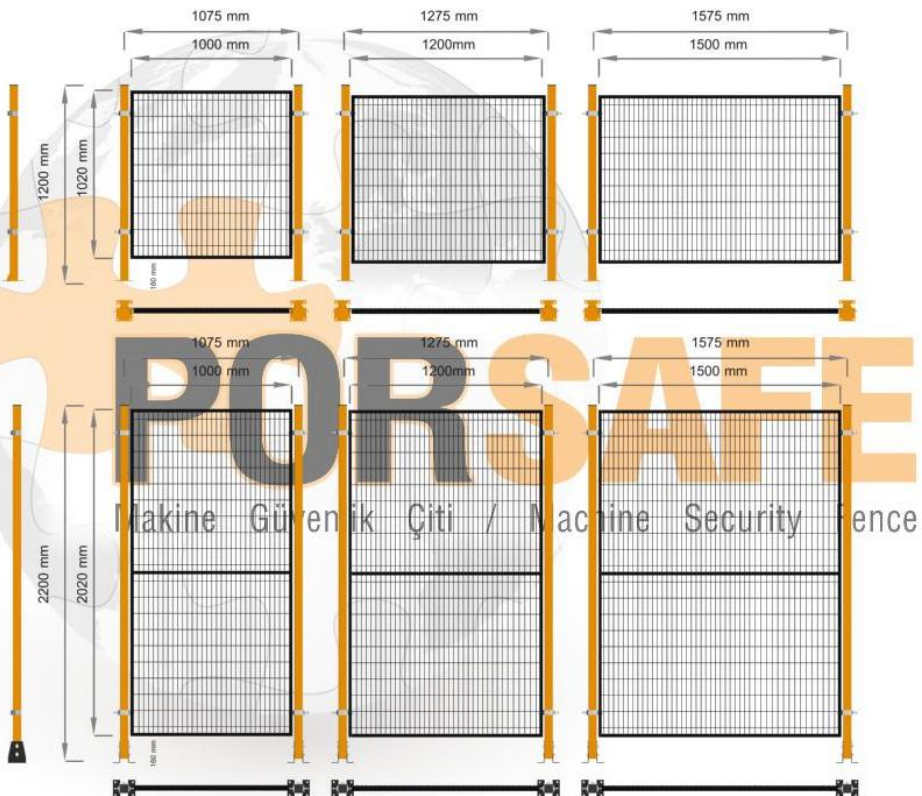 1075 mm
1275 mm
1575 mm
1000 mm
1200mm
1500 mm
1200 mm
1020 mm
160 mm
1075 mm
1275 mm
1575 mm
1000 mm
1200mm
1500 mm
PORSAFE
Makine Güvenlik Çiti / Machine Security Fence
2200 mm
2020 mm
160 mm